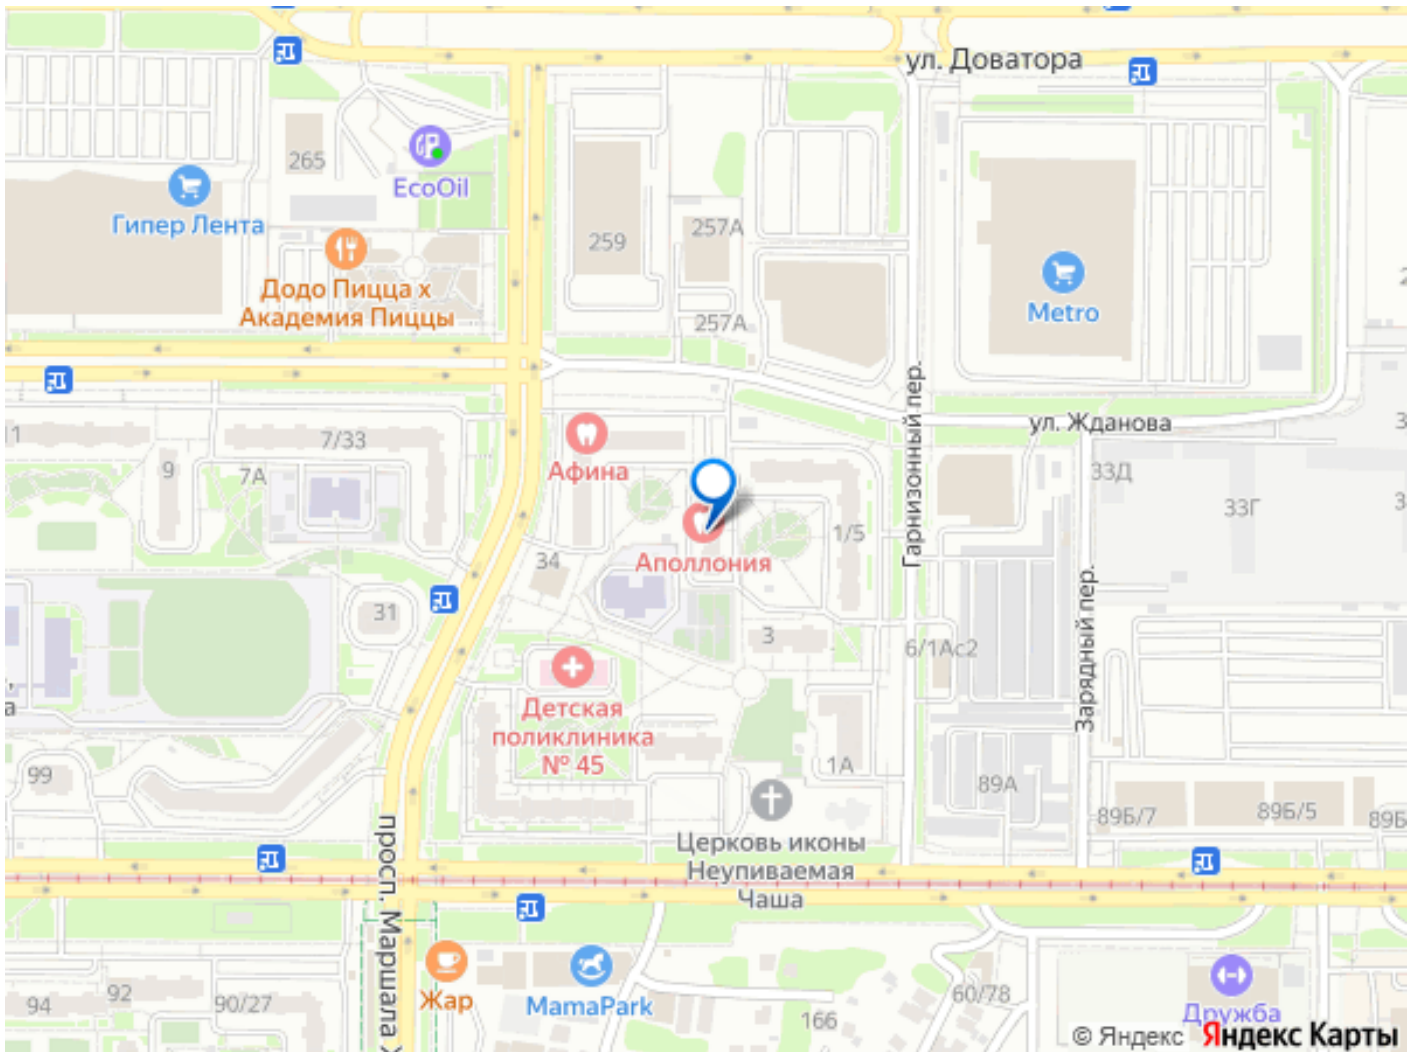 ул. Доватора
265
EcoOil
Гипер Лента
259
257А
Додо Пицца х
Академия Пиццы
257А
Metro
Гарнизонный пер.
ул. Жданова
11
9
7/33
7А
Афина
33Д
33Г
1/5
34
Аполлония
31
3
6/1Ас2
Зарядный пер.
Детская
поликлиника
№ 45
99
1А
89А
89Б/7
89Б/5
89Б
просп. Маршала
Церковь иконы
Неупиваемая
Чаша
94
92
90/27
Жар
MamaPark
166
60/78
Дружба
© Яндекс Яндекс Карты